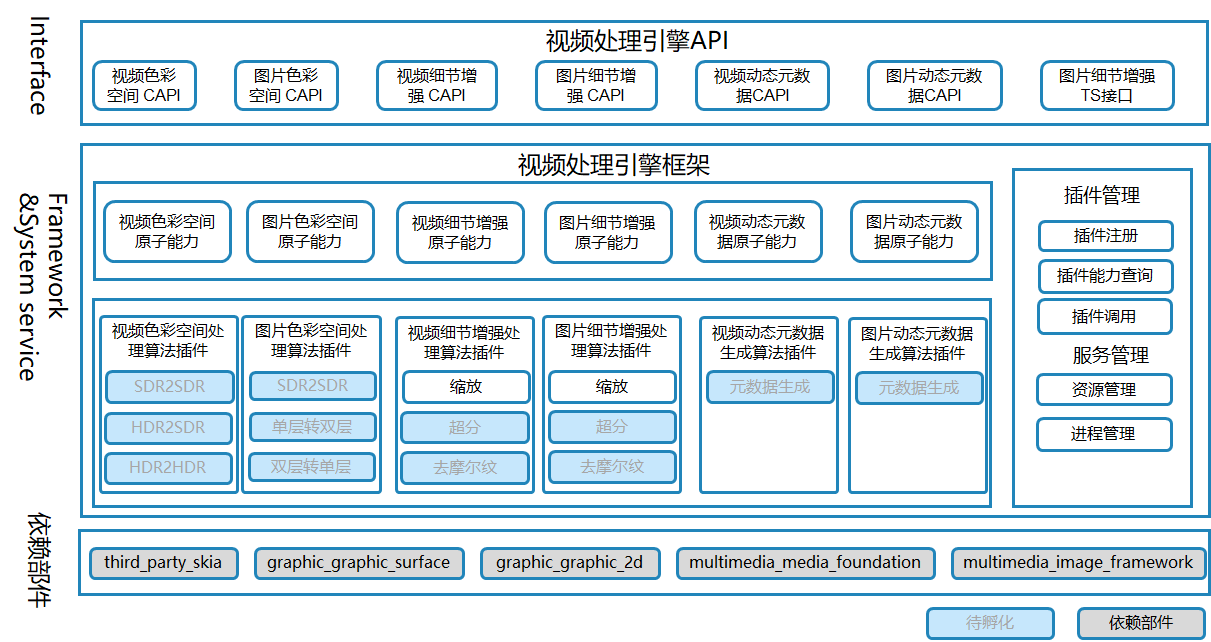 Interface
视频处理引擎API
视频色彩
空间 CAPI
图片色彩
空间 CAPI
视频细节增
强 CAPI
图片细节增
强 CAPI
视频动态元数
据CAPI
图片动态元数
据CAPI
图片细节增强
TS接口
Framework
&System service
视频处理引擎框架
视频色彩空间
原子能力
图片色彩空间
原子能力
视频细节增强
原子能力
图片细节增强
原子能力
视频动态元数
据原子能力
图片动态元数
据原子能力
视频色彩空间处
理算法插件
SDR2SDR
HDR2SDR
HDR2HDR
图片色彩空间处
理算法插件
SDR2SDR
单层转双层
双层转单层
视频细节增强处
理算法插件
缩放
超分
去摩尔纹
图片细节增强处
理算法插件
缩放
超分
去摩尔纹
视频动态元数据
生成算法插件
元数据生成
图片动态元数据
生成算法插件
元数据生成
插件管理
插件注册
插件能力查询
插件调用
服务管理
资源管理
进程管理
依赖部件
third_party_skia
graphic_graphic_surface
graphic_graphic_2d
multimedia_media_foundation
multimedia_image_framework
待孵化
依赖部件